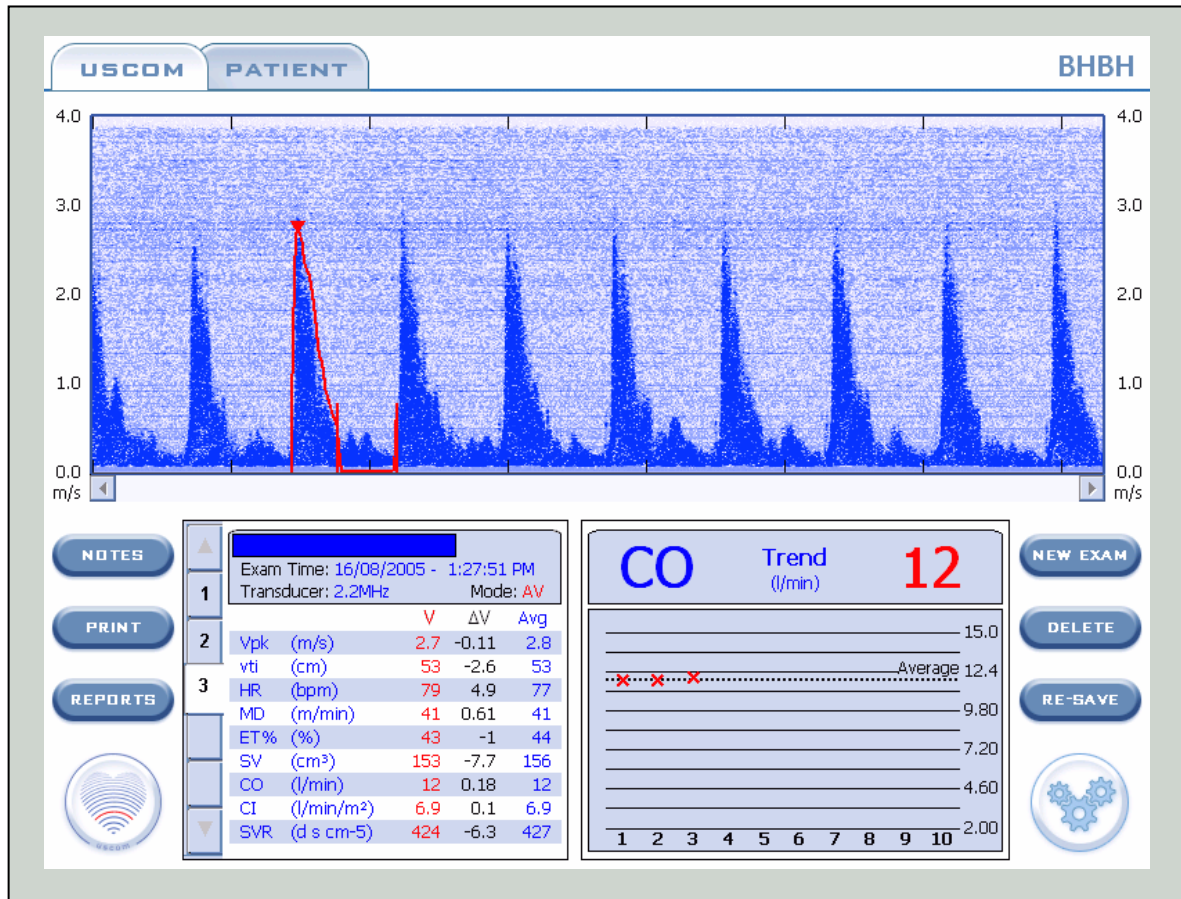 USCOM PATIENT BHBH
4.0 4.0
3.0 3.0
2.0 2.0
1.0 1.0
0.0 0.0
m/s m/s
NOTES
PRINT
REPORTS
uscom
1
2
3
Exam Time: 16/08/2005 - 1:27:51 PM
Transducer: 2.2MHz Mode: AV
V ΔV Avg
Vpk (m/s) 2.7 -0.11 2.8
vti (cm) 53 -2.6 53
HR (bpm) 79 4.9 77
MD (m/min) 41 0.61 41
ET% (%) 43 -1 44
SV (cm³) 153 -7.7 156
CO (l/min) 12 0.18 12
CI (l/min/m²) 6.9 0.1 6.9
SVR (d s cm-5) 424 -6.3 427
CO Trend 12
(l/min)
15.0
Average 12.4
9.80
7.20
4.60
2.00
1 2 3 4 5 6 7 8 9 10
NEW EXAM
DELETE
RE-SAVE